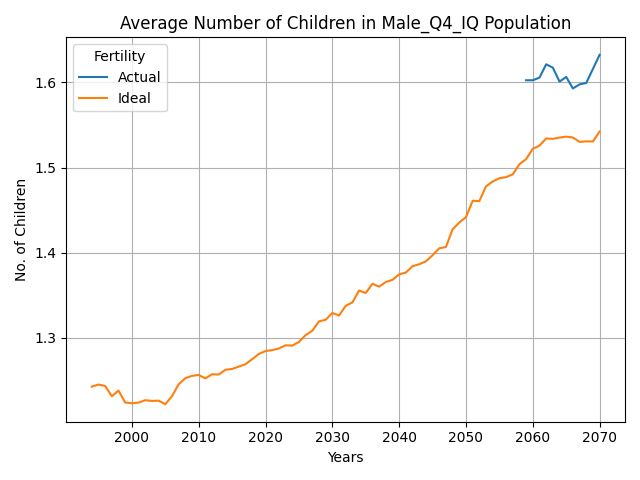 Average Number of Children in Male_Q4_IQ Population
Fertility
Actual
Ideal
No. of Children
1.6
1.5
1.4
1.3
2000 2010 2020 2030 2040 2050 2060 2070
Years